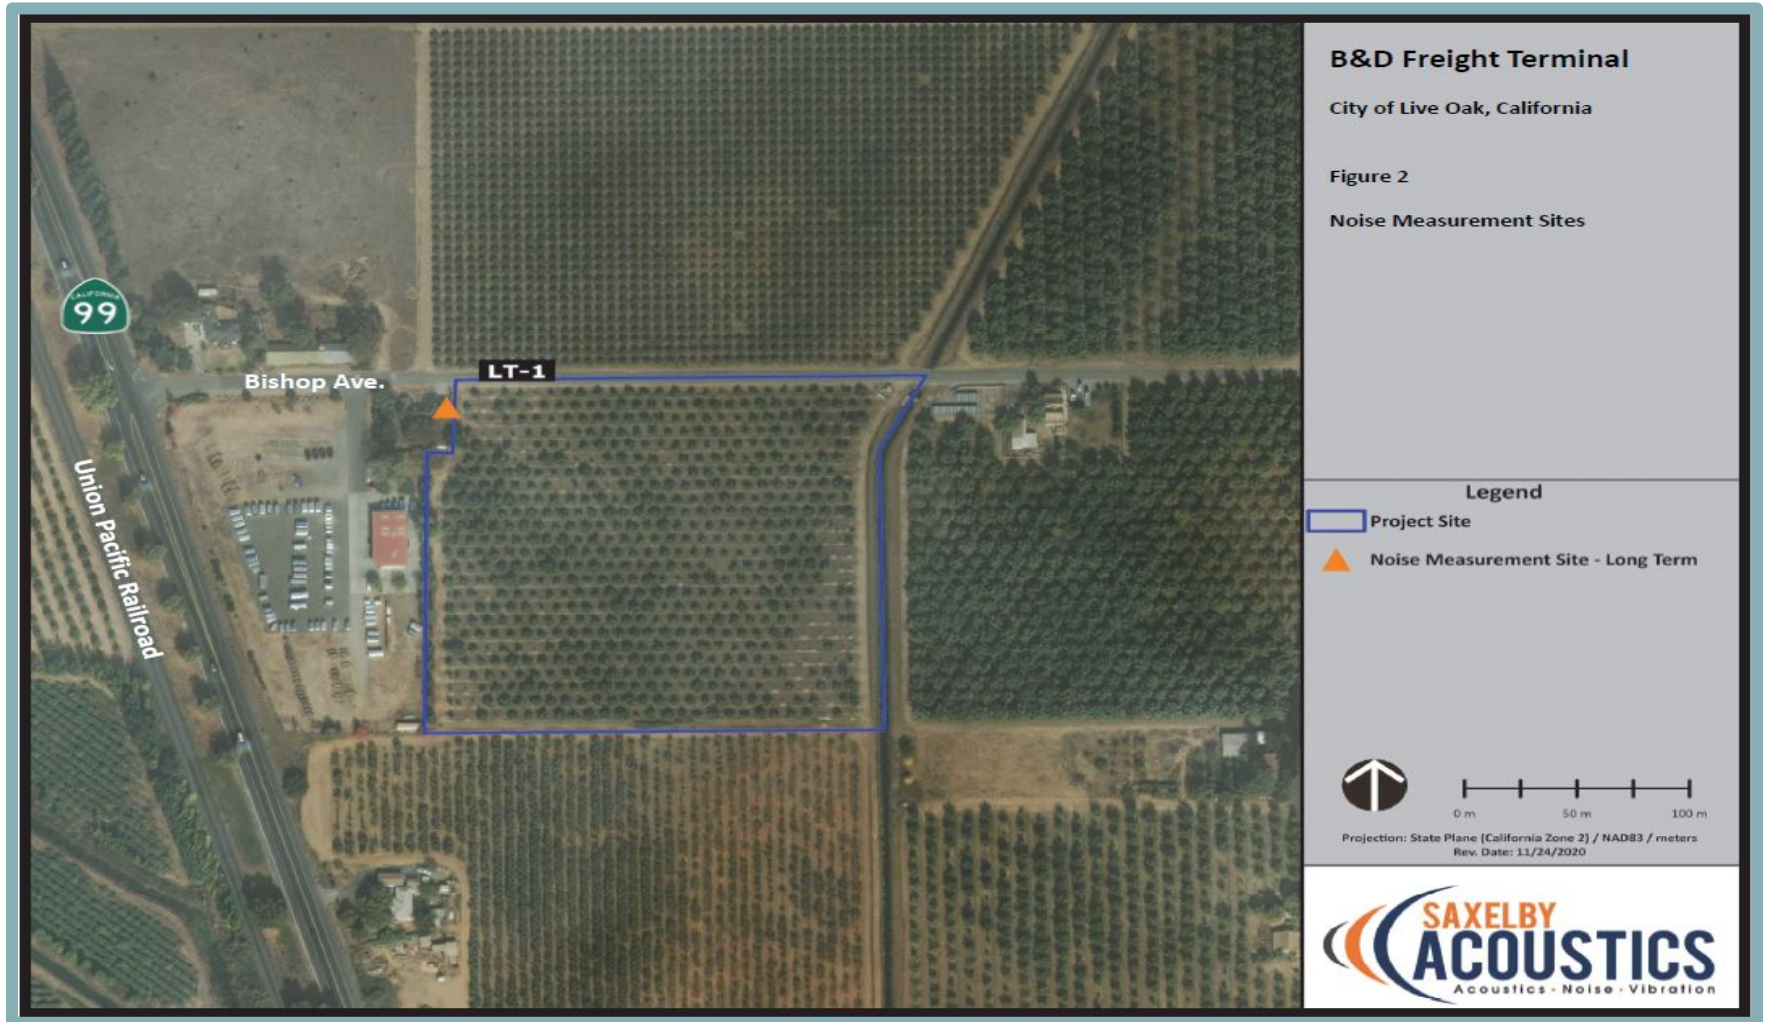 B&D Freight Terminal
City of Live Oak, California
Figure 2
Noise Measurement Sites
CALIFORNIA
99
Bishop Ave.
LT-1
Union Pacific Railroad
Legend
Project Site
Noise Measurement Site - Long Term
0 m 50 m 100 m
Projection: State Plane (California Zone 2) / NAD83 / meters
Rev. Date: 11/24/2020
SAXELBY
ACOUSTICS
Acoustics - Noise - Vibration